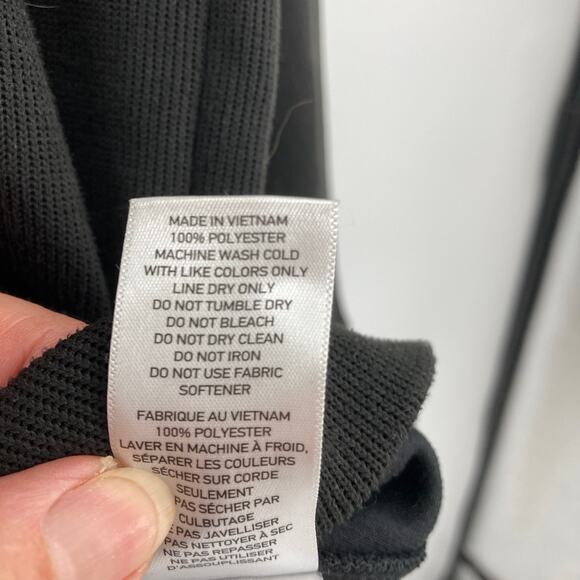 MADE IN VIETNAM
100% POLYESTER
MACHINE WASH COLD
WITH LIKE COLORS ONLY
LINE DRY ONLY
DO NOT TUMBLE DRY
DO NOT BLEACH
DO NOT DRY CLEAN
DO NOT IRON
DO NOT USE FABRIC
SOFTENER
FABRIQUE AU VIETNAM
100% POLYESTER
LAVER EN MACHINE À FROID,
SÉPARER LES COULEURS
SÉCHER SUR CORDE
SEULEMENT
PAS SÉCHER PAR
CULBUTAGE
PAS JAVELLISER
PAS NETTOYER À SEC
NE PAS REPASSER
NE PAS UTILISER
D'ASSOUPLISSANT